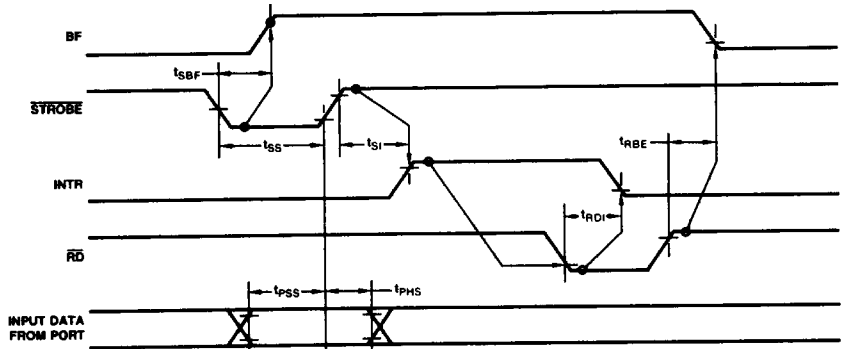 BF
tSBF
STROBE
tSS
tSI
tRBE
INTR
tRDI
RD
tPSS
tPHS
INPUT DATA
FROM PORT